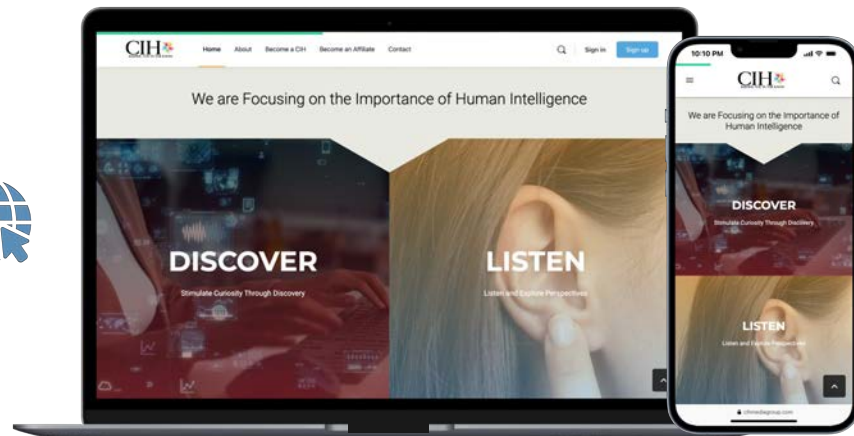 CIH
Home About Become a CIH Become an Affiliate Contact Sign in Sign up
We are Focusing on the Importance of Human Intelligence
DISCOVER
Stimulate Curiosity Through Discovery
LISTEN
Listen and Explore Perspectives
10:10 PM
CIH
We are Focusing on the Importance of
Human Intelligence
DISCOVER
Stimulate Curiosity Through Discovery
LISTEN
Listen and Explore Perspectives
cihmediagroup.com